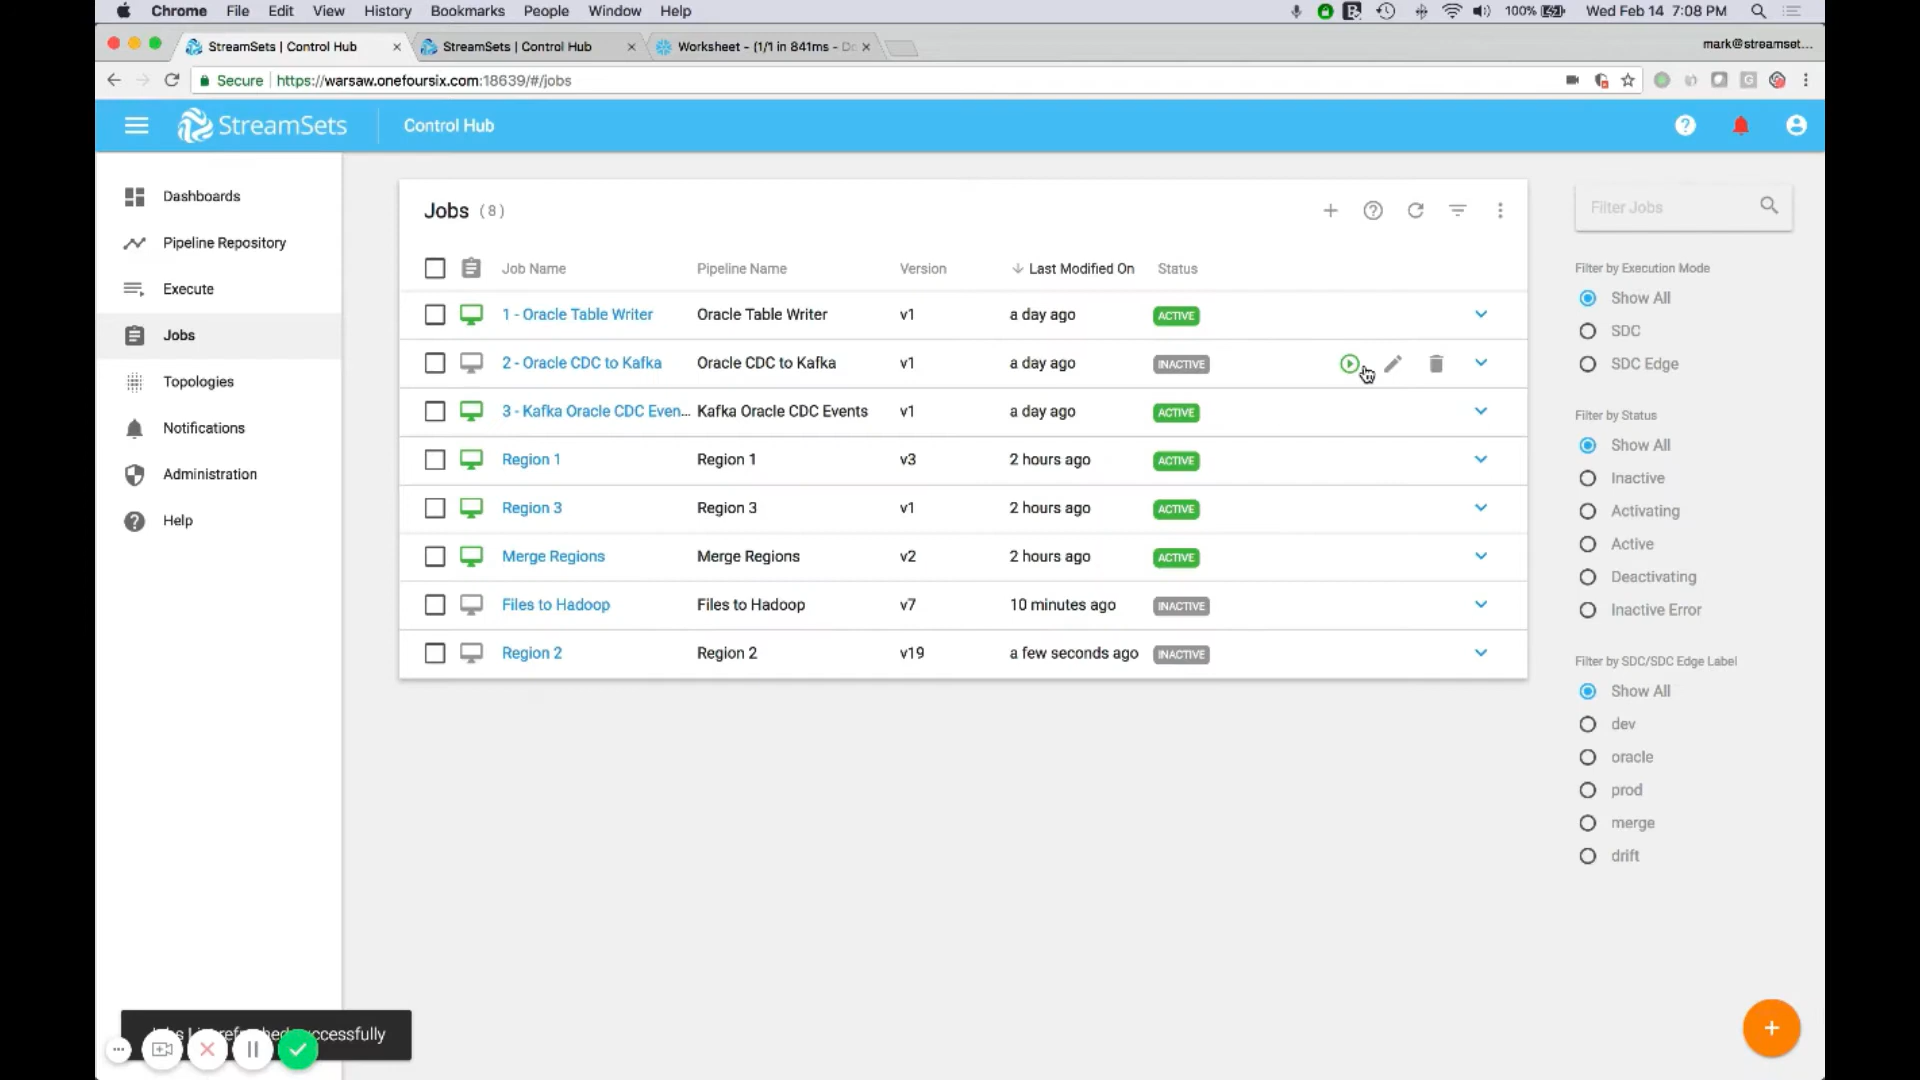 Chrome File Edit View History Bookmarks People Window Help 100% Wed Feb 14 7:08 PM
StreamSets | Control Hub StreamSets | Control Hub Worksheet - (1/1 in 841ms - mark@streamset...
Secure https://warsaw.onefoursix.com:18639/#/jobs
StreamSets Control Hub
Dashboards
Pipeline Repository
Execute
Jobs
Topologies
Notifications
Administration
Help
Jobs (8)
Job Name Pipeline Name Version Last Modified On Status
1 - Oracle Table Writer Oracle Table Writer v1 a day ago ACTIVE
2 - Oracle CDC to Kafka Oracle CDC to Kafka v1 a day ago INACTIVE
3 - Kafka Oracle CDC Even... Kafka Oracle CDC Events v1 a day ago ACTIVE
Region 1 Region 1 v3 2 hours ago ACTIVE
Region 3 Region 3 v1 2 hours ago ACTIVE
Merge Regions Merge Regions v2 2 hours ago ACTIVE
Files to Hadoop Files to Hadoop v7 10 minutes ago INACTIVE
Region 2 Region 2 v19 a few seconds ago INACTIVE
Filter Jobs
Filter by Execution Mode
Show All
SDC
SDC Edge
Filter by Status
Show All
Inactive
Activating
Active
Deactivating
Inactive Error
Filter by SDC/SDC Edge Label
Show All
dev
oracle
prod
merge
drift